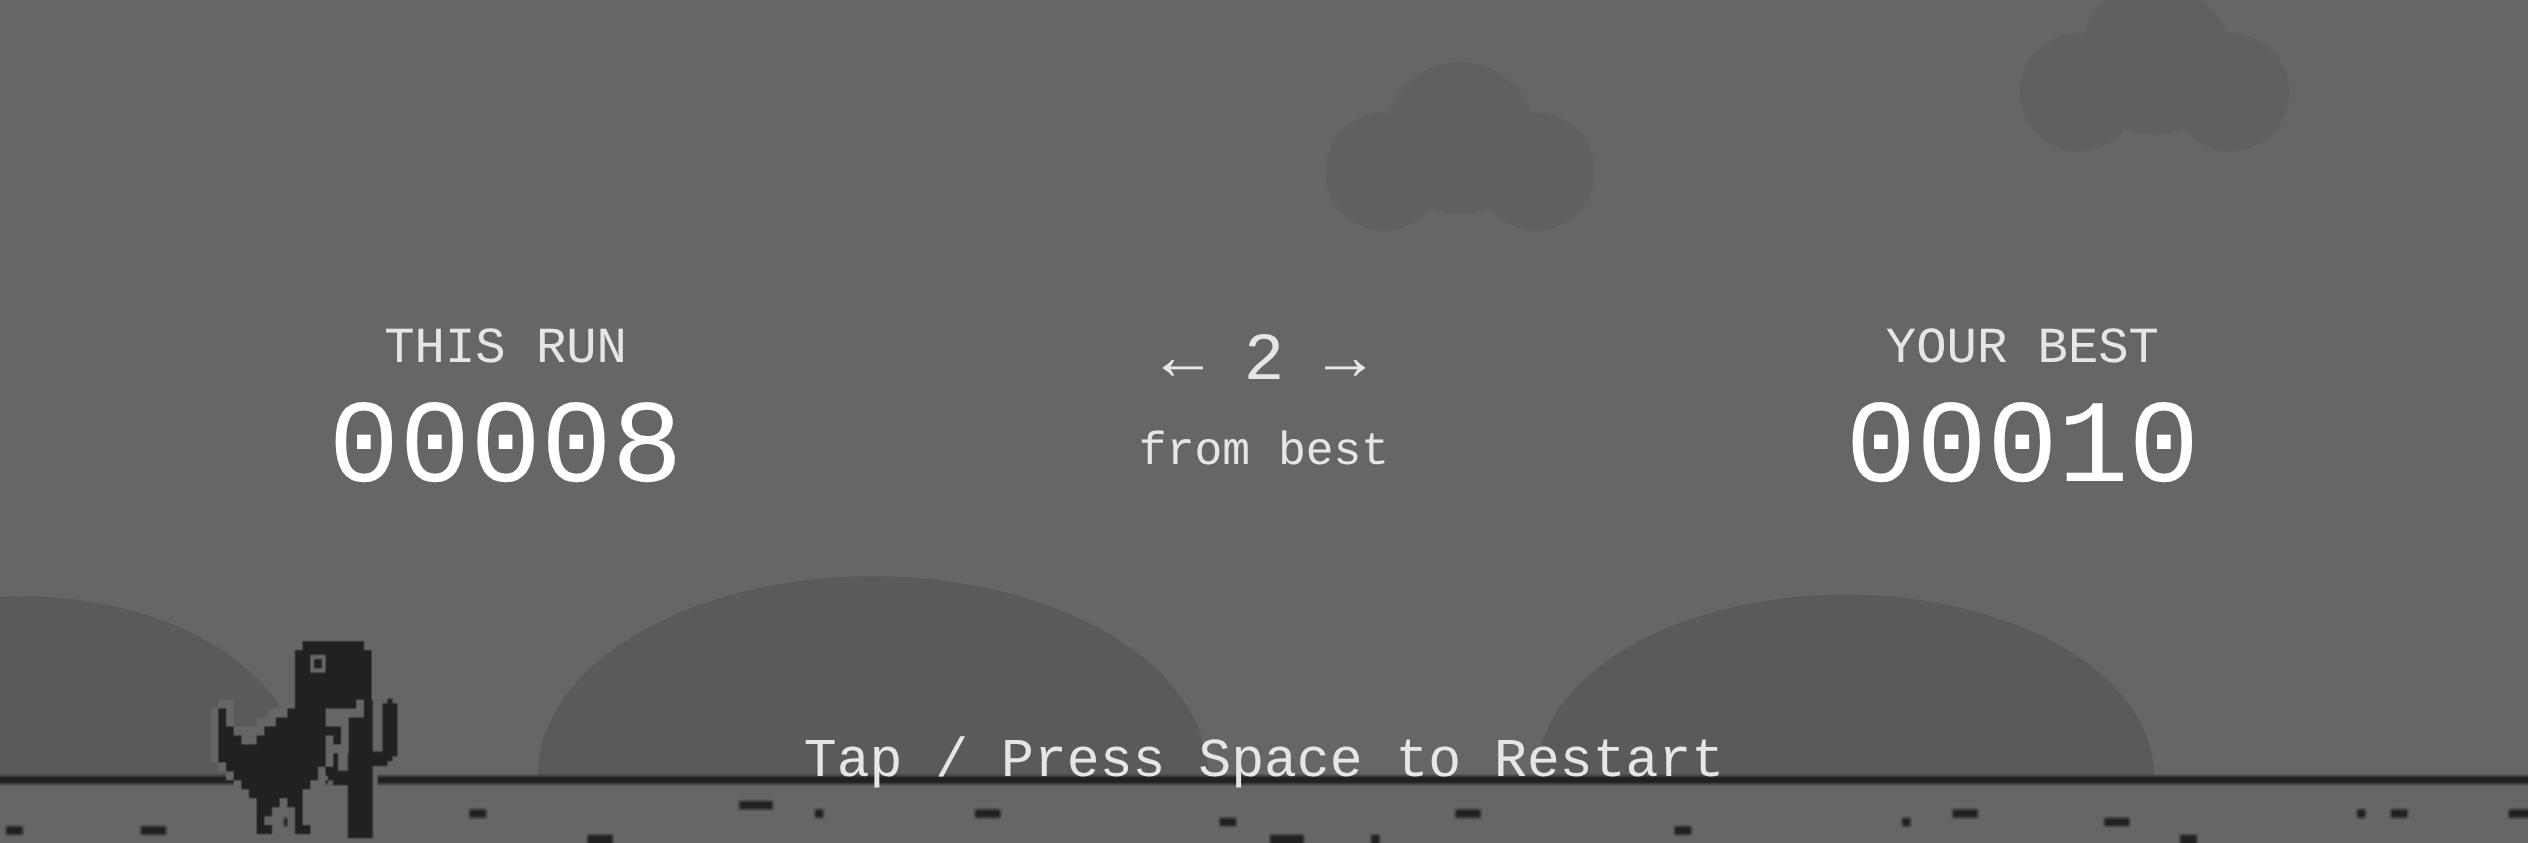 THIS RUN
00008
← 2 →
from best
YOUR BEST
00010
Tap / Press Space to Restart